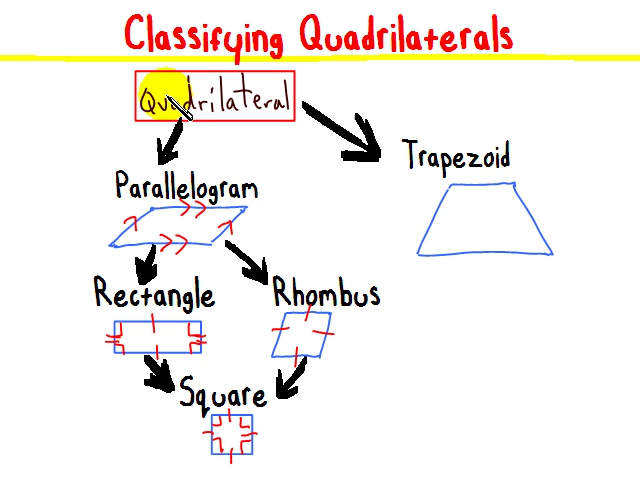 Classifying Quadrilaterals
Quadrilateral
Trapezoid
Parallelogram
Rectangle
Rhombus
Square